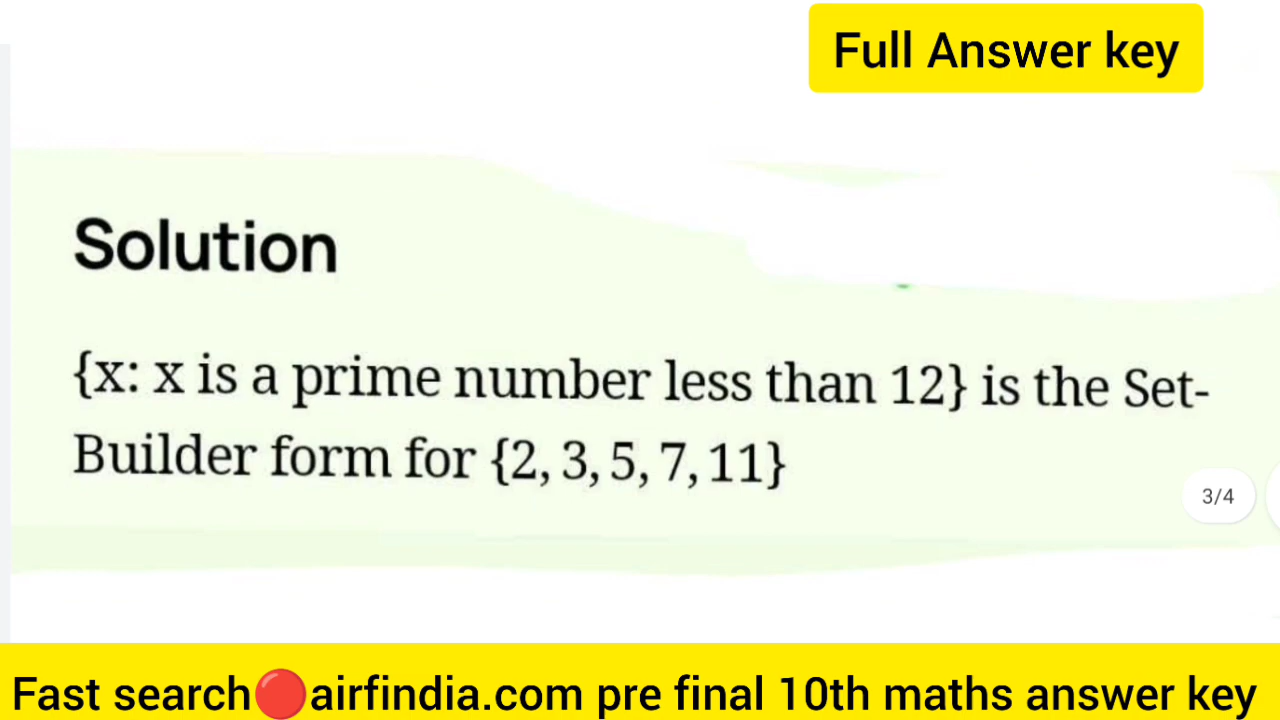 Full Answer key
Solution
{x: x is a prime number less than 12} is the Set-
Builder form for {2, 3, 5, 7, 11}
3/4
Fast search🔴airfindia.com pre final 10th maths answer key